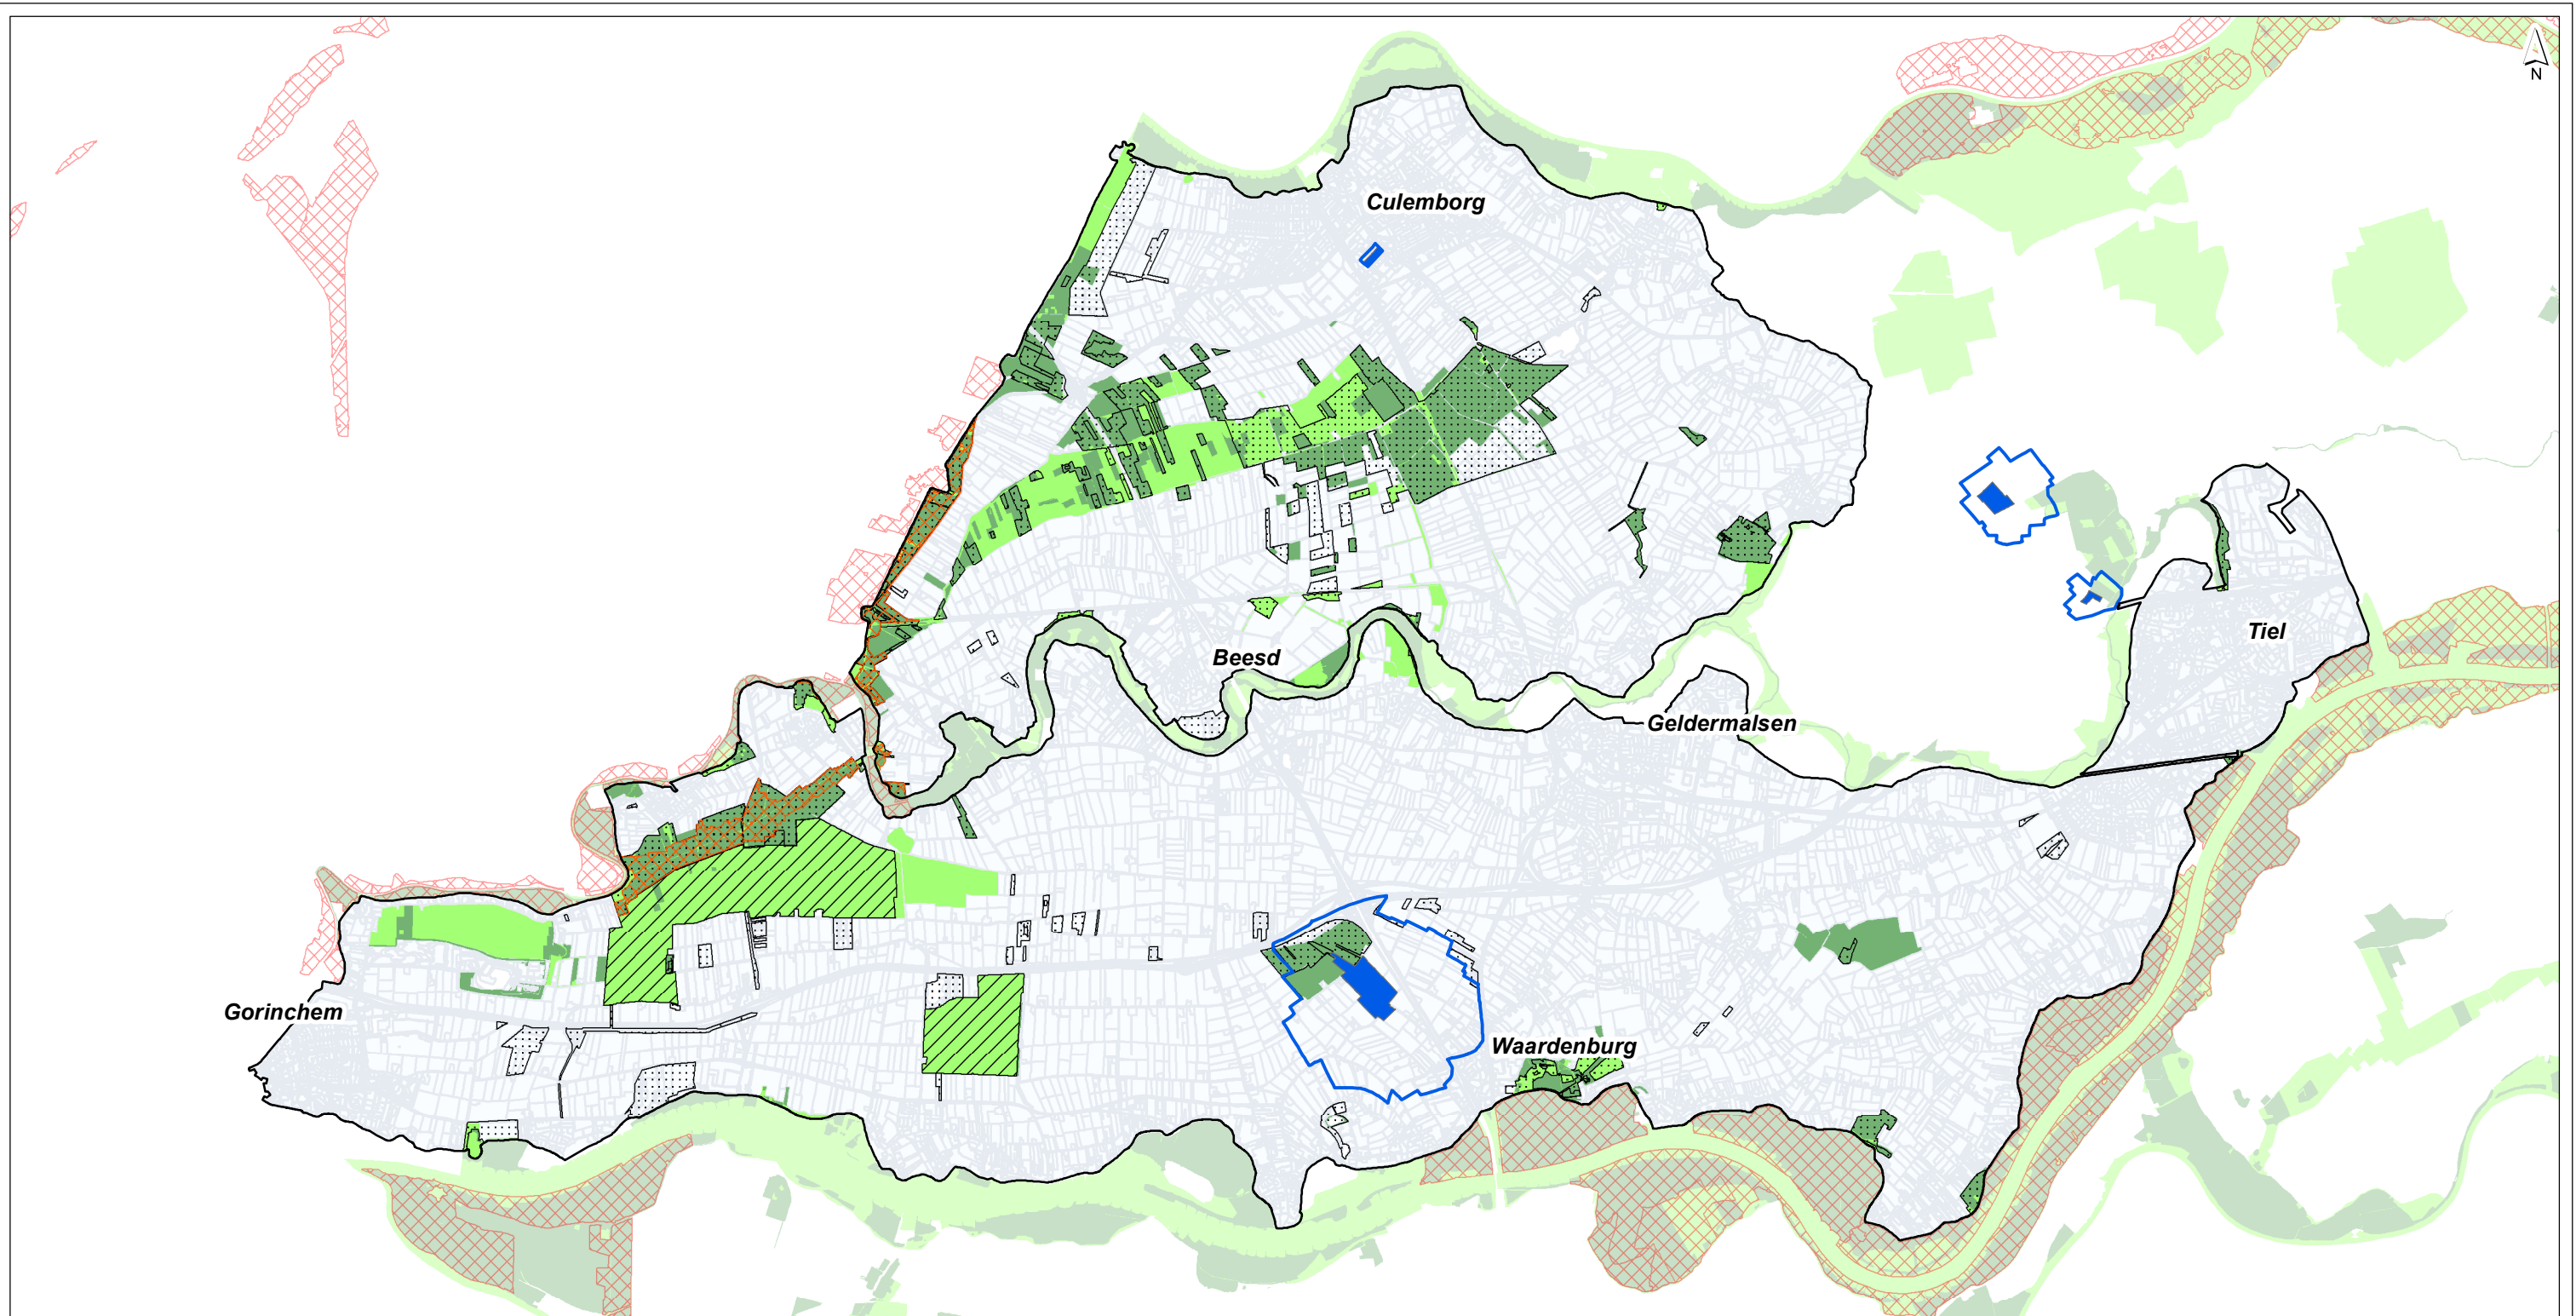 N
Culemborg
Tiel
Beesd
Geldermalsen
Gorinchem
Waardenburg